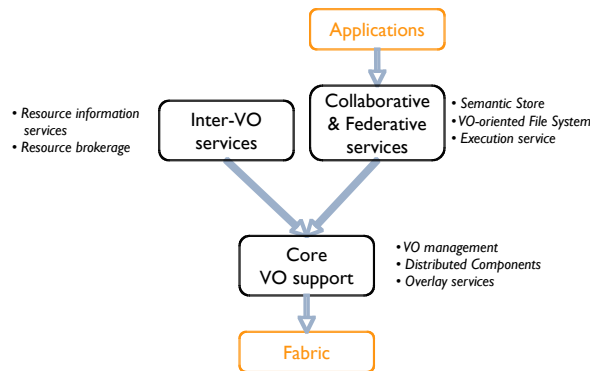 Applications
• Resource information
services
• Resource brokerage
Inter-VO
services
Collaborative
& Federative
services
• Semantic Store
• VO-oriented File System
• Execution service
Core
VO support
• VO management
• Distributed Components
• Overlay services
Fabric